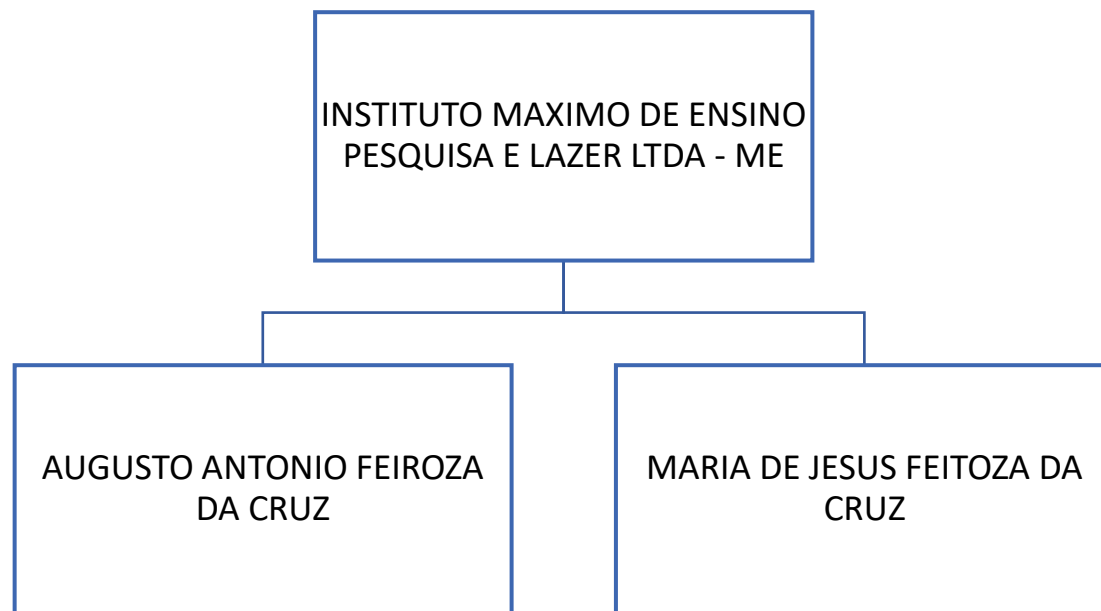 INSTITUTO MAXIMO DE ENSINO
PESQUISA E LAZER LTDA - ME
AUGUSTO ANTONIO FEIROZA
DA CRUZ
MARIA DE JESUS FEITOZA DA
CRUZ